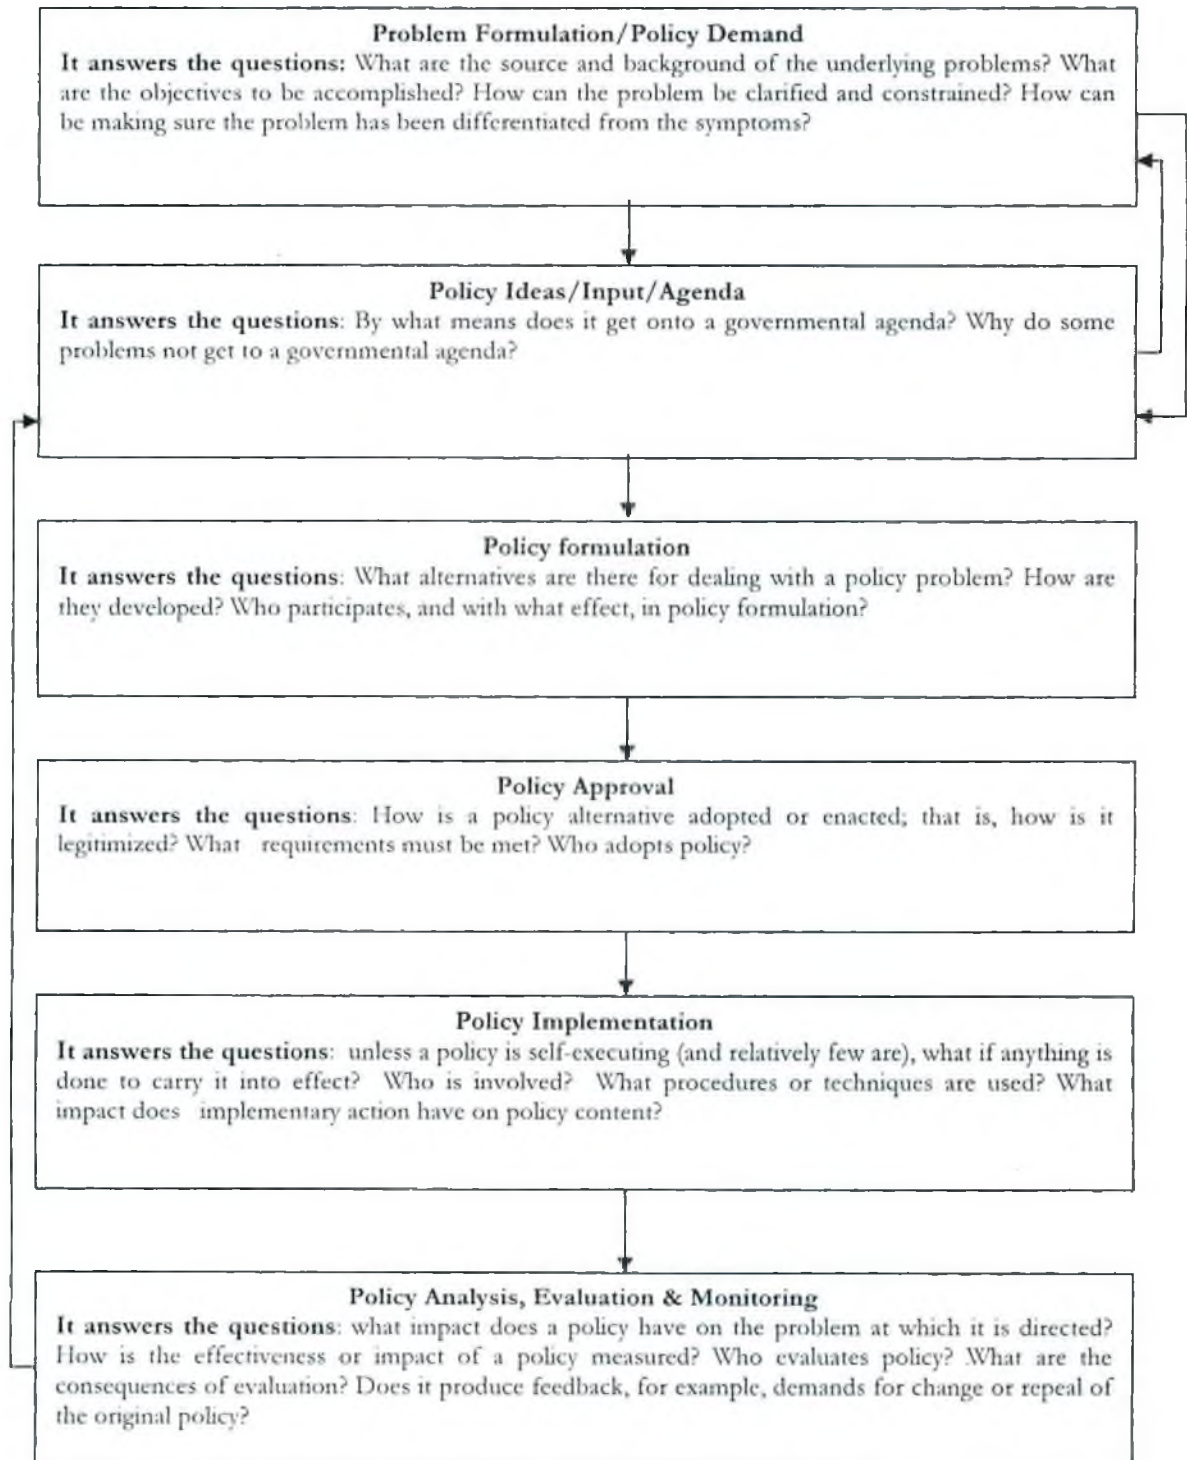 Problem Formulation/Policy Demand
It answers the questions: What are the source and background of the underlying problems? What
are the objectives to be accomplished? How can the problem be clarified and constrained? How can
be making sure the problem has been differentiated from the symptoms?
Policy Ideas/Input/Agenda
It answers the questions: By what means does it get onto a governmental agenda? Why do some
problems not get to a governmental agenda?
Policy formulation
It answers the questions: What alternatives are there for dealing with a policy problem? How are
they developed? Who participates, and with what effect, in policy formulation?
Policy Approval
It answers the questions: How is a policy alternative adopted or enacted; that is, how is it
legitimized? What requirements must be met? Who adopts policy?
Policy Implementation
It answers the questions: unless a policy is self-executing (and relatively few are), what if anything is
done to carry it into effect? Who is involved? What procedures or techniques are used? What
impact does implementary action have on policy content?
Policy Analysis, Evaluation & Monitoring
It answers the questions: what impact does a policy have on the problem at which it is directed?
How is the effectiveness or impact of a policy measured? Who evaluates policy? What are the
consequences of evaluation? Does it produce feedback, for example, demands for change or repeal of
the original policy?